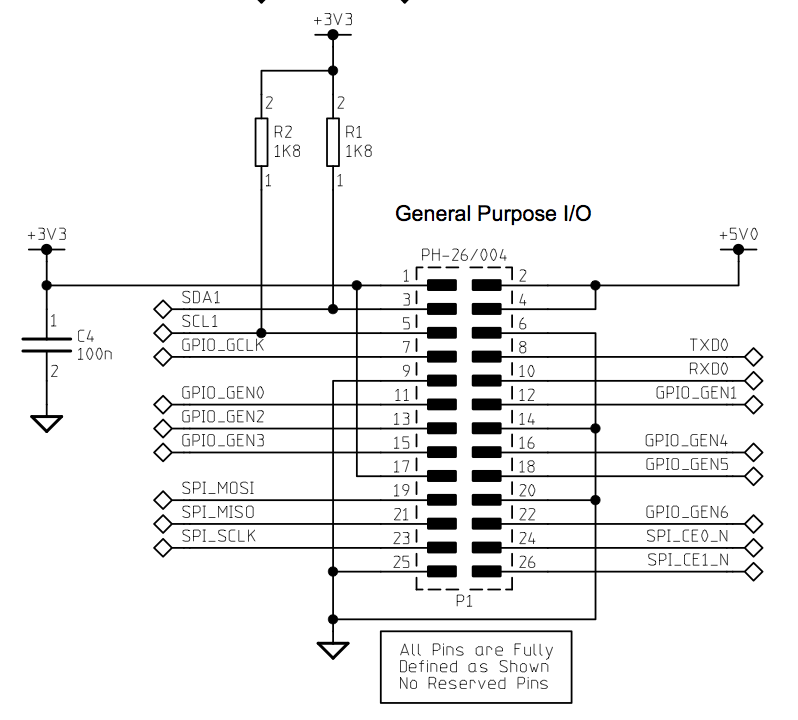 +3V3
2
2
R2
1K8
R1
1K8
1
1
General Purpose I/O
+3V3
+5V0
PH-26/004
1
2
SDA1
3
4
SCL1
5
6
GPIO_GCLK
7
8
TXD0
9
10
RXD0
GPIO_GEN0
11
12
GPIO_GEN1
GPIO_GEN2
13
14
GPIO_GEN3
15
16
GPIO_GEN4
17
18
GPIO_GEN5
SPI_MOSI
19
20
SPI_MISO
21
22
GPIO_GEN6
SPI_SCLK
23
24
SPI_CE0_N
25
26
SPI_CE1_N
1
C4
100n
2
P1
All Pins are Fully
Defined as Shown
No Reserved Pins